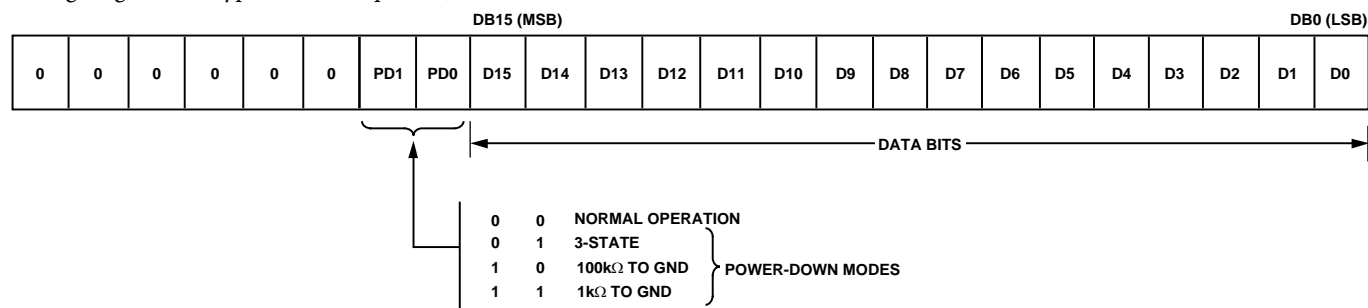 DB15 (MSB) DB0 (LSB)
0 0 0 0 0 0 PD1 PD0 D15 D14 D13 D12 D11 D10 D9 D8 D7 D6 D5 D4 D3 D2 D1 D0
DATA BITS
0 0 NORMAL OPERATION
0 1 3-STATE
1 0 100kΩ TO GND
POWER-DOWN MODES
1 1 1kΩ TO GND